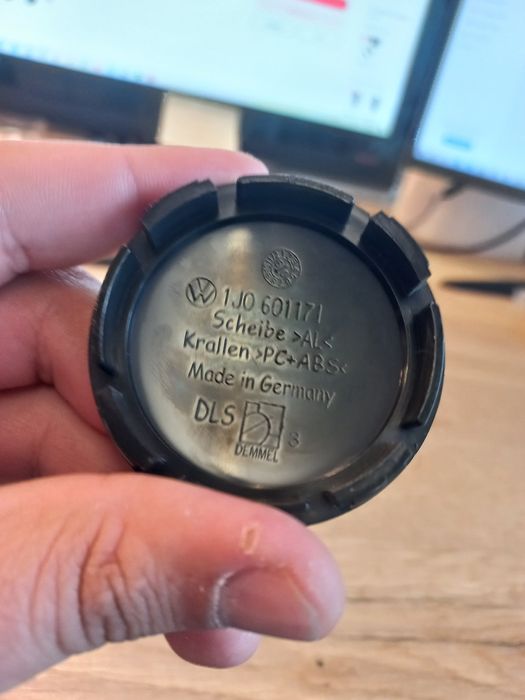 1J0 601171
Scheibe >AL<
Krallen >PC+ABS<
Made in Germany
DLS
3
DEMMEL